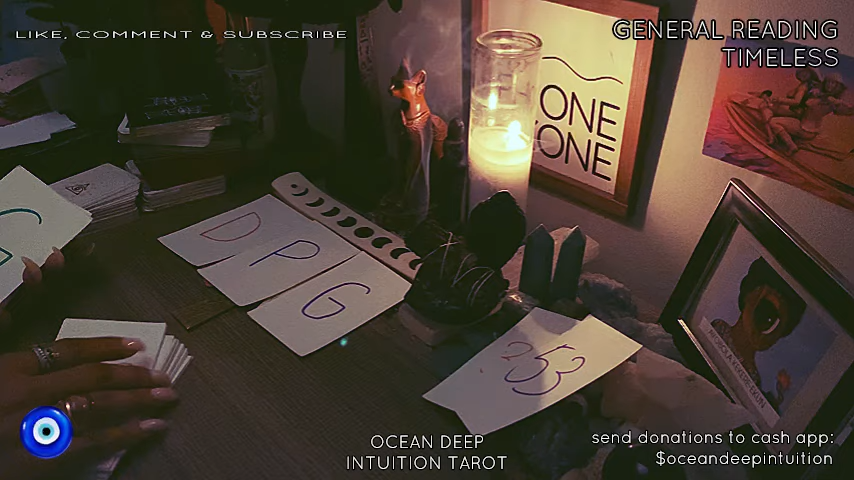 LIKE, COMMENT & SUBSCRIBE
GENERAL READING
TIMELESS
ONE
ONE
G
D
P
G
253
OCEAN DEEP
INTUITION TAROT
send donations to cash app:
$oceandeepintuition